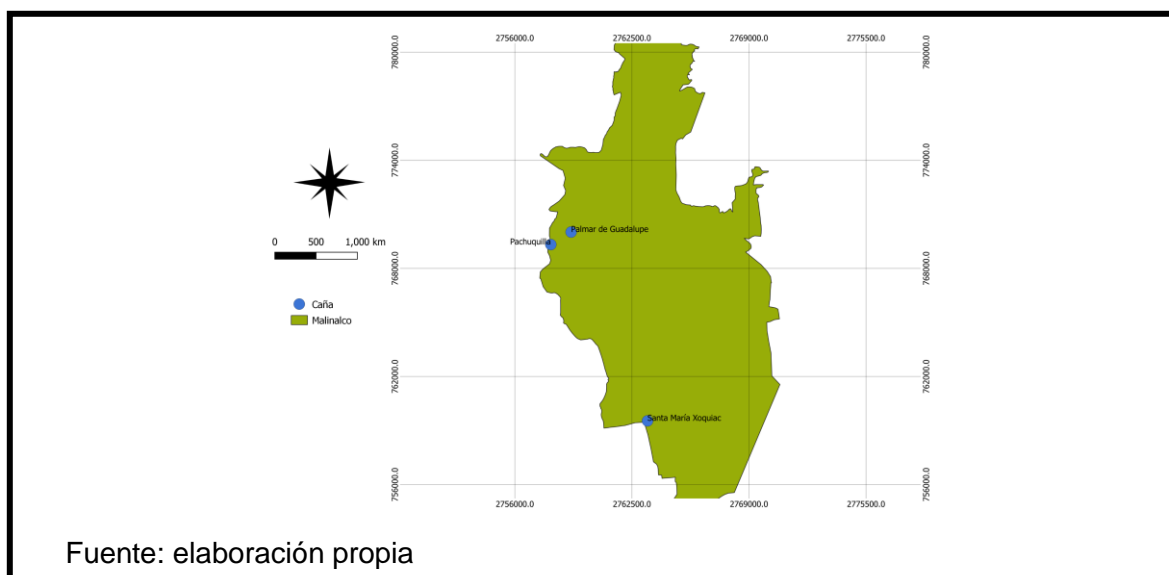 2756000.0 2762500.0 2769000.0 2775500.0
780000.0 780000.0
774000.0 774000.0
Palmar de Guadalupe
Pachuquilla
0 500 1,000 km
768000.0 768000.0
Caña
Malinalco
762000.0 762000.0
Santa María Xoquiac
756000.0 756000.0
2756000.0 2762500.0 2769000.0 2775500.0
Fuente: elaboración propia